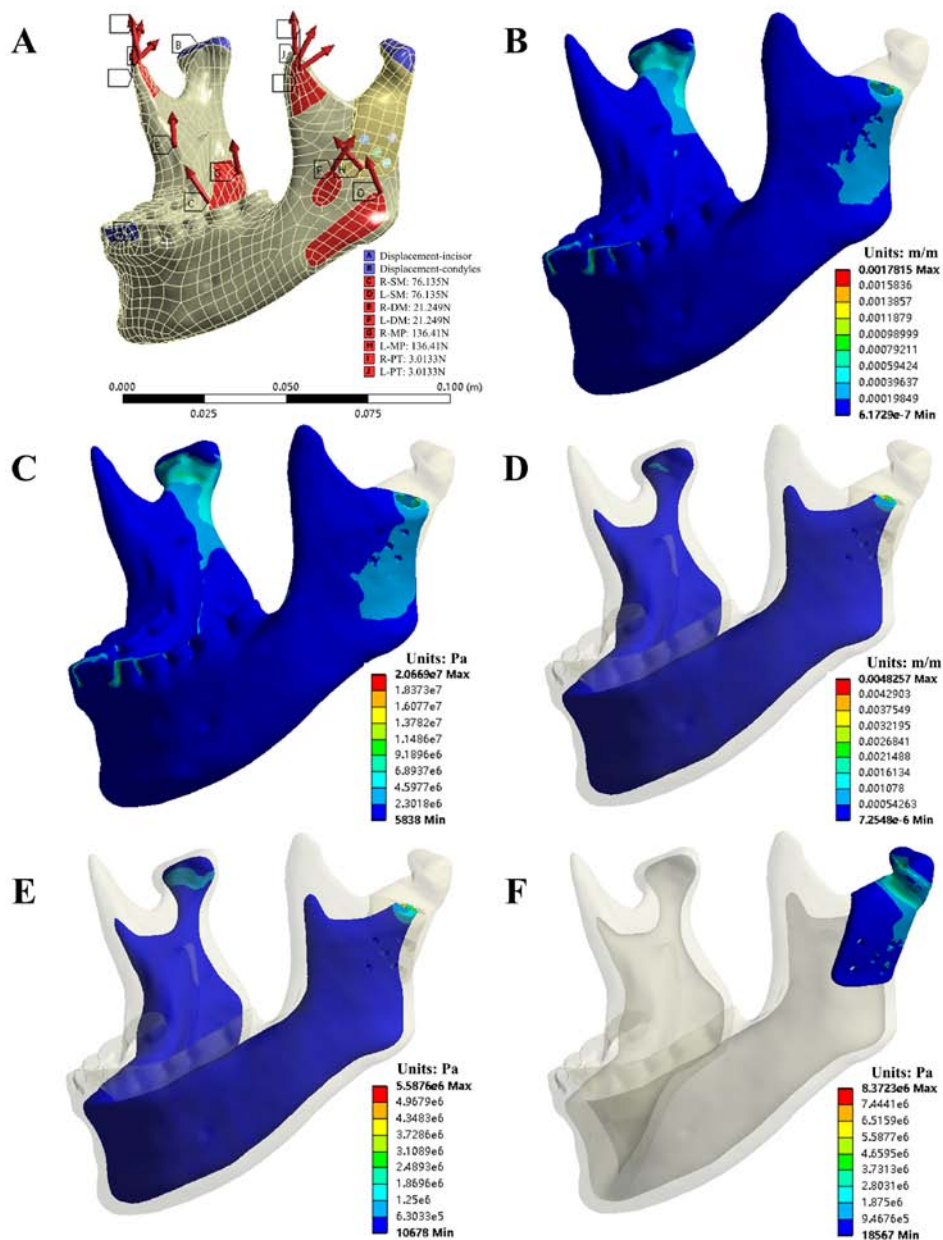 A
B
Displacement-incisor
Displacement-condyles
R-SM: 76.135N
L-SM: 76.135N
R-DM: 21.249N
L-DM: 21.249N
R-MP: 136.41N
L-MP: 136.41N
R-PT: 3.0133N
L-PT: 3.0133N
0.000
0.050
0.100 (m)
0.025
0.075
Units: m/m
0.0017815 Max
0.0015836
0.0013857
0.0011879
0.00098999
0.00079211
0.00059424
0.00039637
0.00019849
6.1729e-7 Min
C
D
Units: Pa
2.0669e7 Max
1.8373e7
1.6077e7
1.3782e7
1.1486e7
9.1896e6
6.8937e6
4.5977e6
2.3018e6
5838 Min
Units: m/m
0.0048257 Max
0.0042903
0.0037549
0.0032195
0.0026841
0.0021488
0.0016134
0.001078
0.00054263
7.2548e-6 Min
E
F
Units: Pa
5.5876e6 Max
4.9679e6
4.3483e6
3.7286e6
3.1089e6
2.4893e6
1.8696e6
1.25e6
6.3033e5
10678 Min
Units: Pa
8.3723e6 Max
7.4441e6
6.5159e6
5.5877e6
4.6595e6
3.7313e6
2.8031e6
1.875e6
9.4676e5
18567 Min